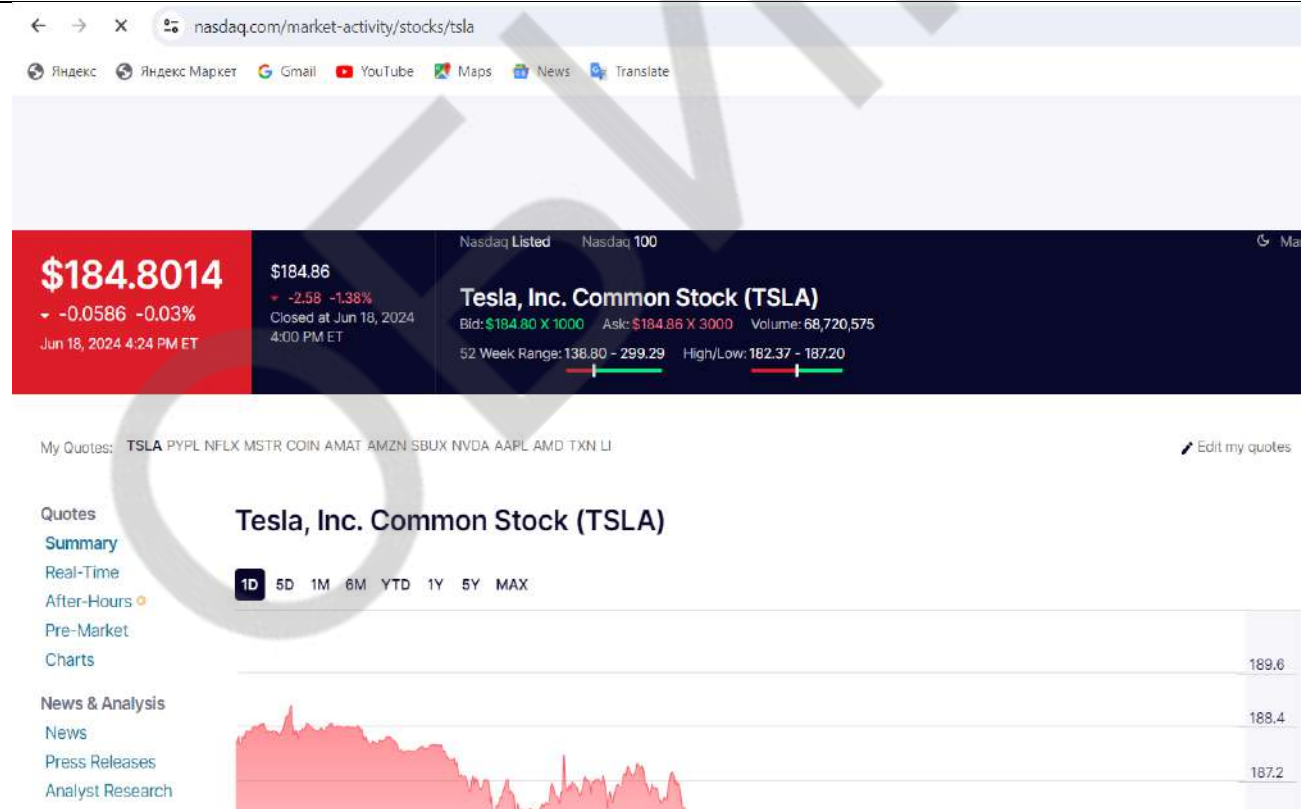 nasdaq.com/market-activity/stocks/tsla
Яндекс Яндекс Маркет Gmail YouTube Maps News Translate
Nasdaq Listed Nasdaq 100
$184.8014
-0.0586 -0.03%
Jun 18, 2024 4:24 PM ET
$184.86
-2.58 -1.38%
Closed at Jun 18, 2024
4:00 PM ET
Tesla, Inc. Common Stock (TSLA)
Bid: $184.80 X 1000 Ask: $184.86 X 3000 Volume: 68,720,575
52 Week Range: 138.80 - 299.29 High/Low: 182.37 - 187.20
My Quotes: TSLA PYPL NFLX MSTR COIN AMAT AMZN SBUX NVDA AAPL AMD TXN LI
Edit my quotes
Quotes
Summary
Real-Time
After-Hours
Pre-Market
Charts
News & Analysis
News
Press Releases
Analyst Research
Tesla, Inc. Common Stock (TSLA)
1D 5D 1M 6M YTD 1Y 5Y MAX
189.6
188.4
187.2